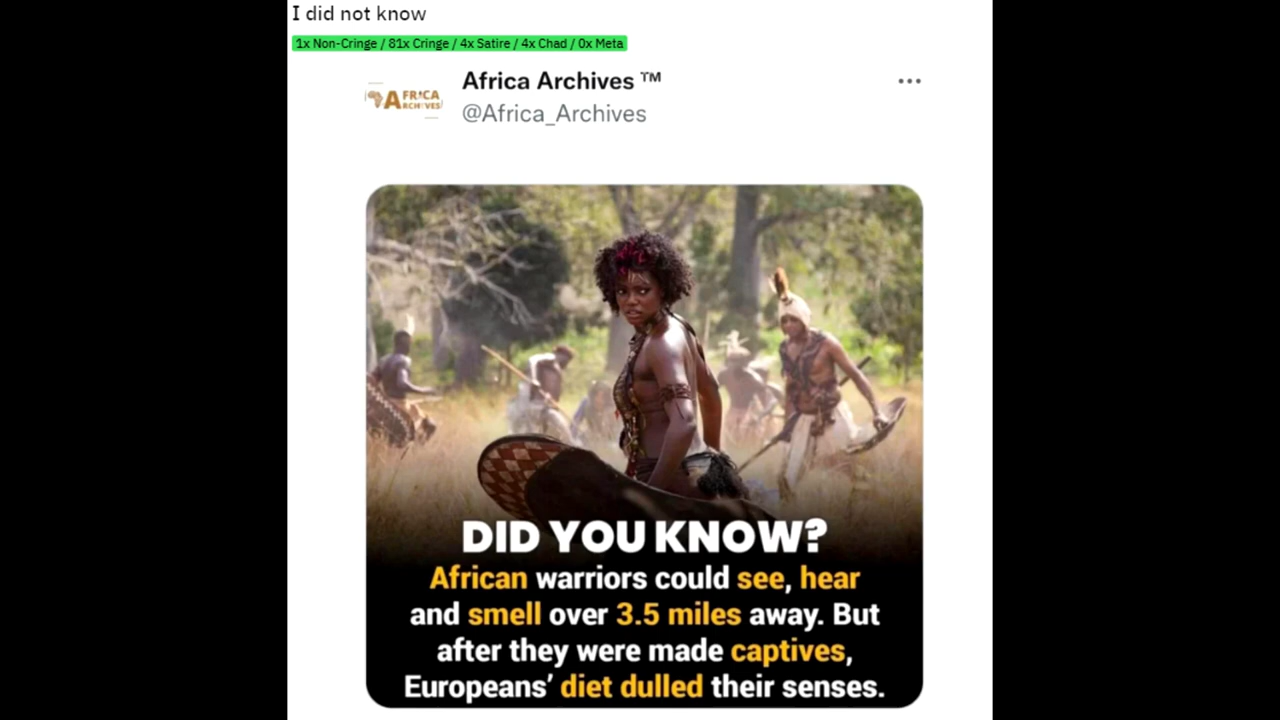 I did not know
1x Non-Cringe / 81x Cringe / 4x Satire / 4x Chad / 0x Meta
Africa Archives ™
AFRICA
ARCHIVES
@Africa_Archives
DID YOU KNOW?
African warriors could see, hear
and smell over 3.5 miles away. But
after they were made captives,
Europeans’ diet dulled their senses.